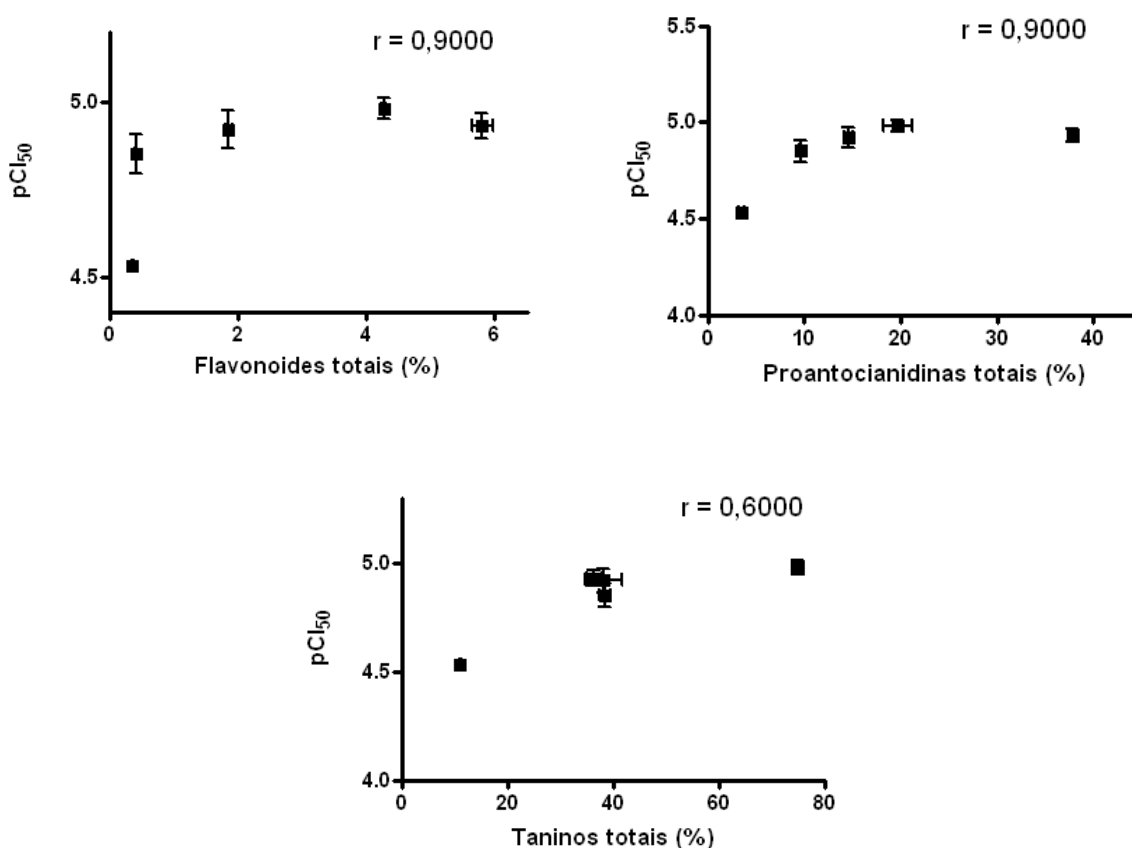 r = 0,9000
5.0
4.5
pCI50
0
2
4
6
Flavonoides totais (%)
r = 0,9000
5.5
5.0
4.5
4.0
pCI50
0
10
20
30
40
Proantocianidinas totais (%)
r = 0,6000
5.0
4.5
4.0
pCI50
0
20
40
60
80
Taninos totais (%)